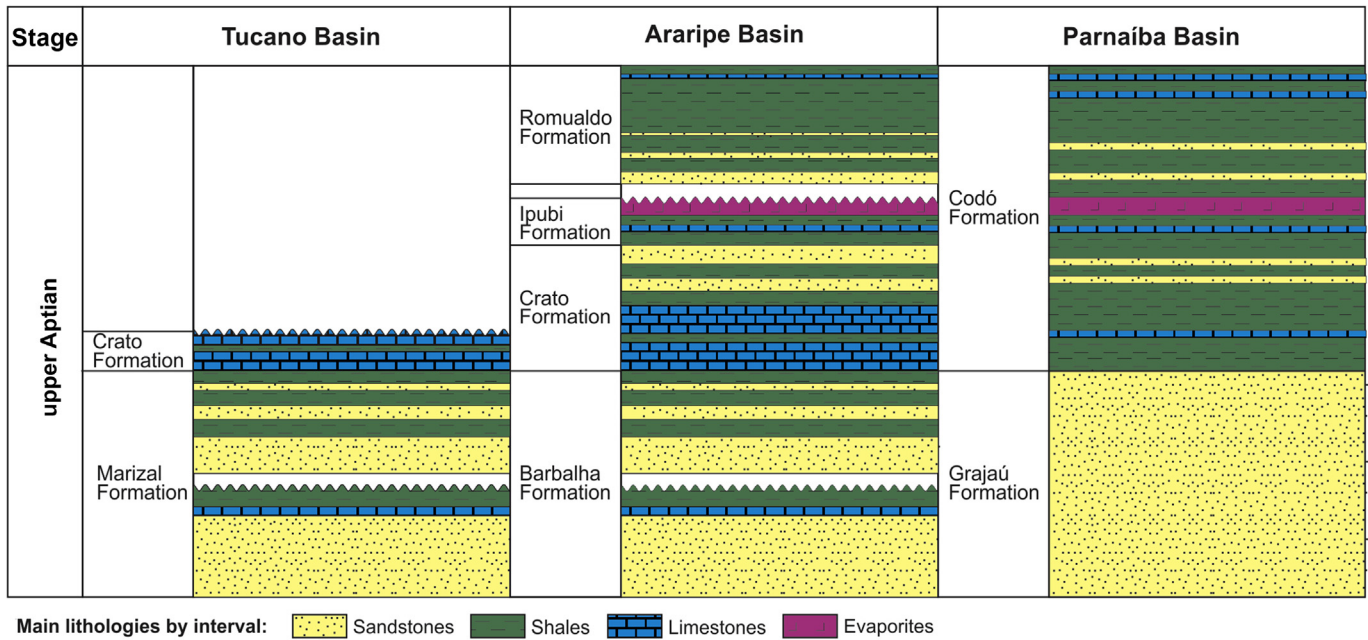 Stage
Tucano Basin
Araripe Basin
Parnaíba Basin
upper Aptian
Crato
Formation
Marizal
Formation
Romualdo
Formation
Ipubi
Formation
Crato
Formation
Barbalha
Formation
Codó
Formation
Grajaú
Formation
Main lithologies by interval: Sandstones Shales Limestones Evaporites